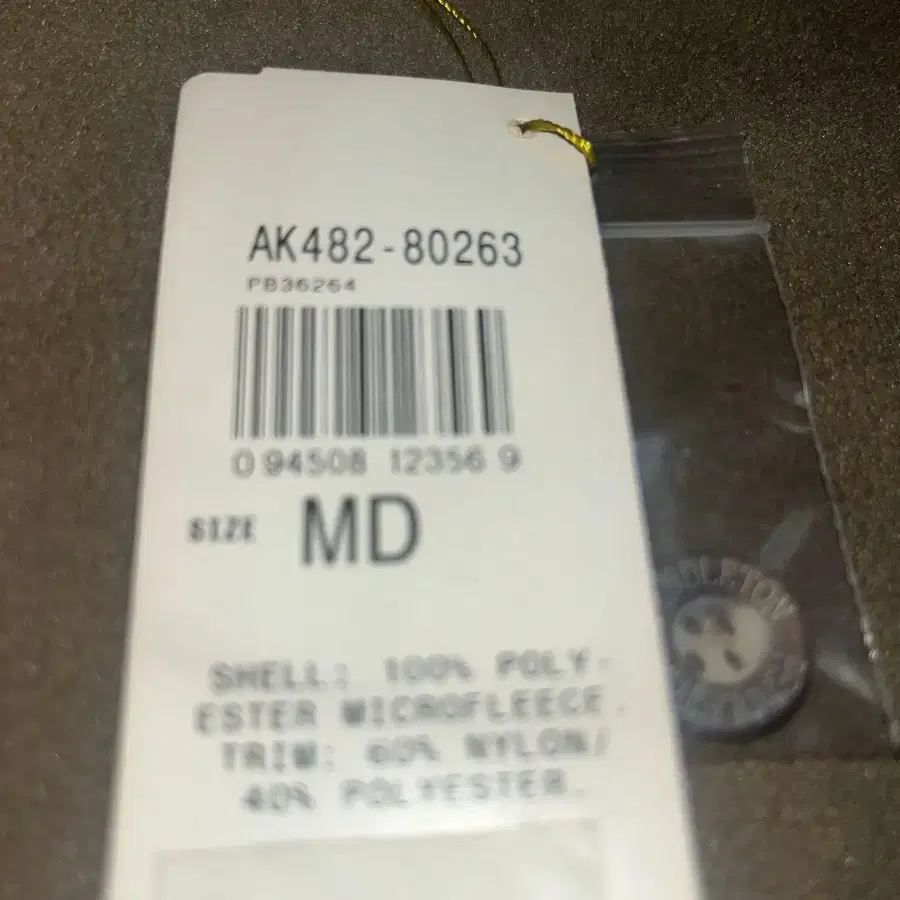 AK482-80263
PB36264
0 94508 12356 9
SIZE MD
SHELL: 100% POLY-
ESTER MICROFLEECE.
TRIM: 60% NYLON/
40% POLYESTER.